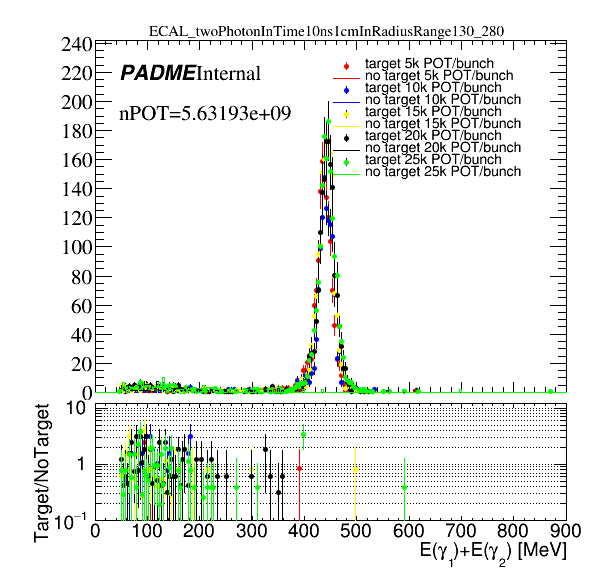 ECAL_twoPhotonInTime10ns1cmInRadiusRange130_280
240
220
200
180
160
140
120
100
80
60
40
20
0
PADME Internal
nPOT=5.63193e+09
target 5k POT/bunch
no target 5k POT/bunch
target 10k POT/bunch
no target 10k POT/bunch
target 15k POT/bunch
no target 15k POT/bunch
target 20k POT/bunch
no target 20k POT/bunch
target 25k POT/bunch
no target 25k POT/bunch
Target/NoTarget
10
1
10⁻¹
0 100 200 300 400 500 600 700 800 900
E(γ₁)+E(γ₂) [MeV]